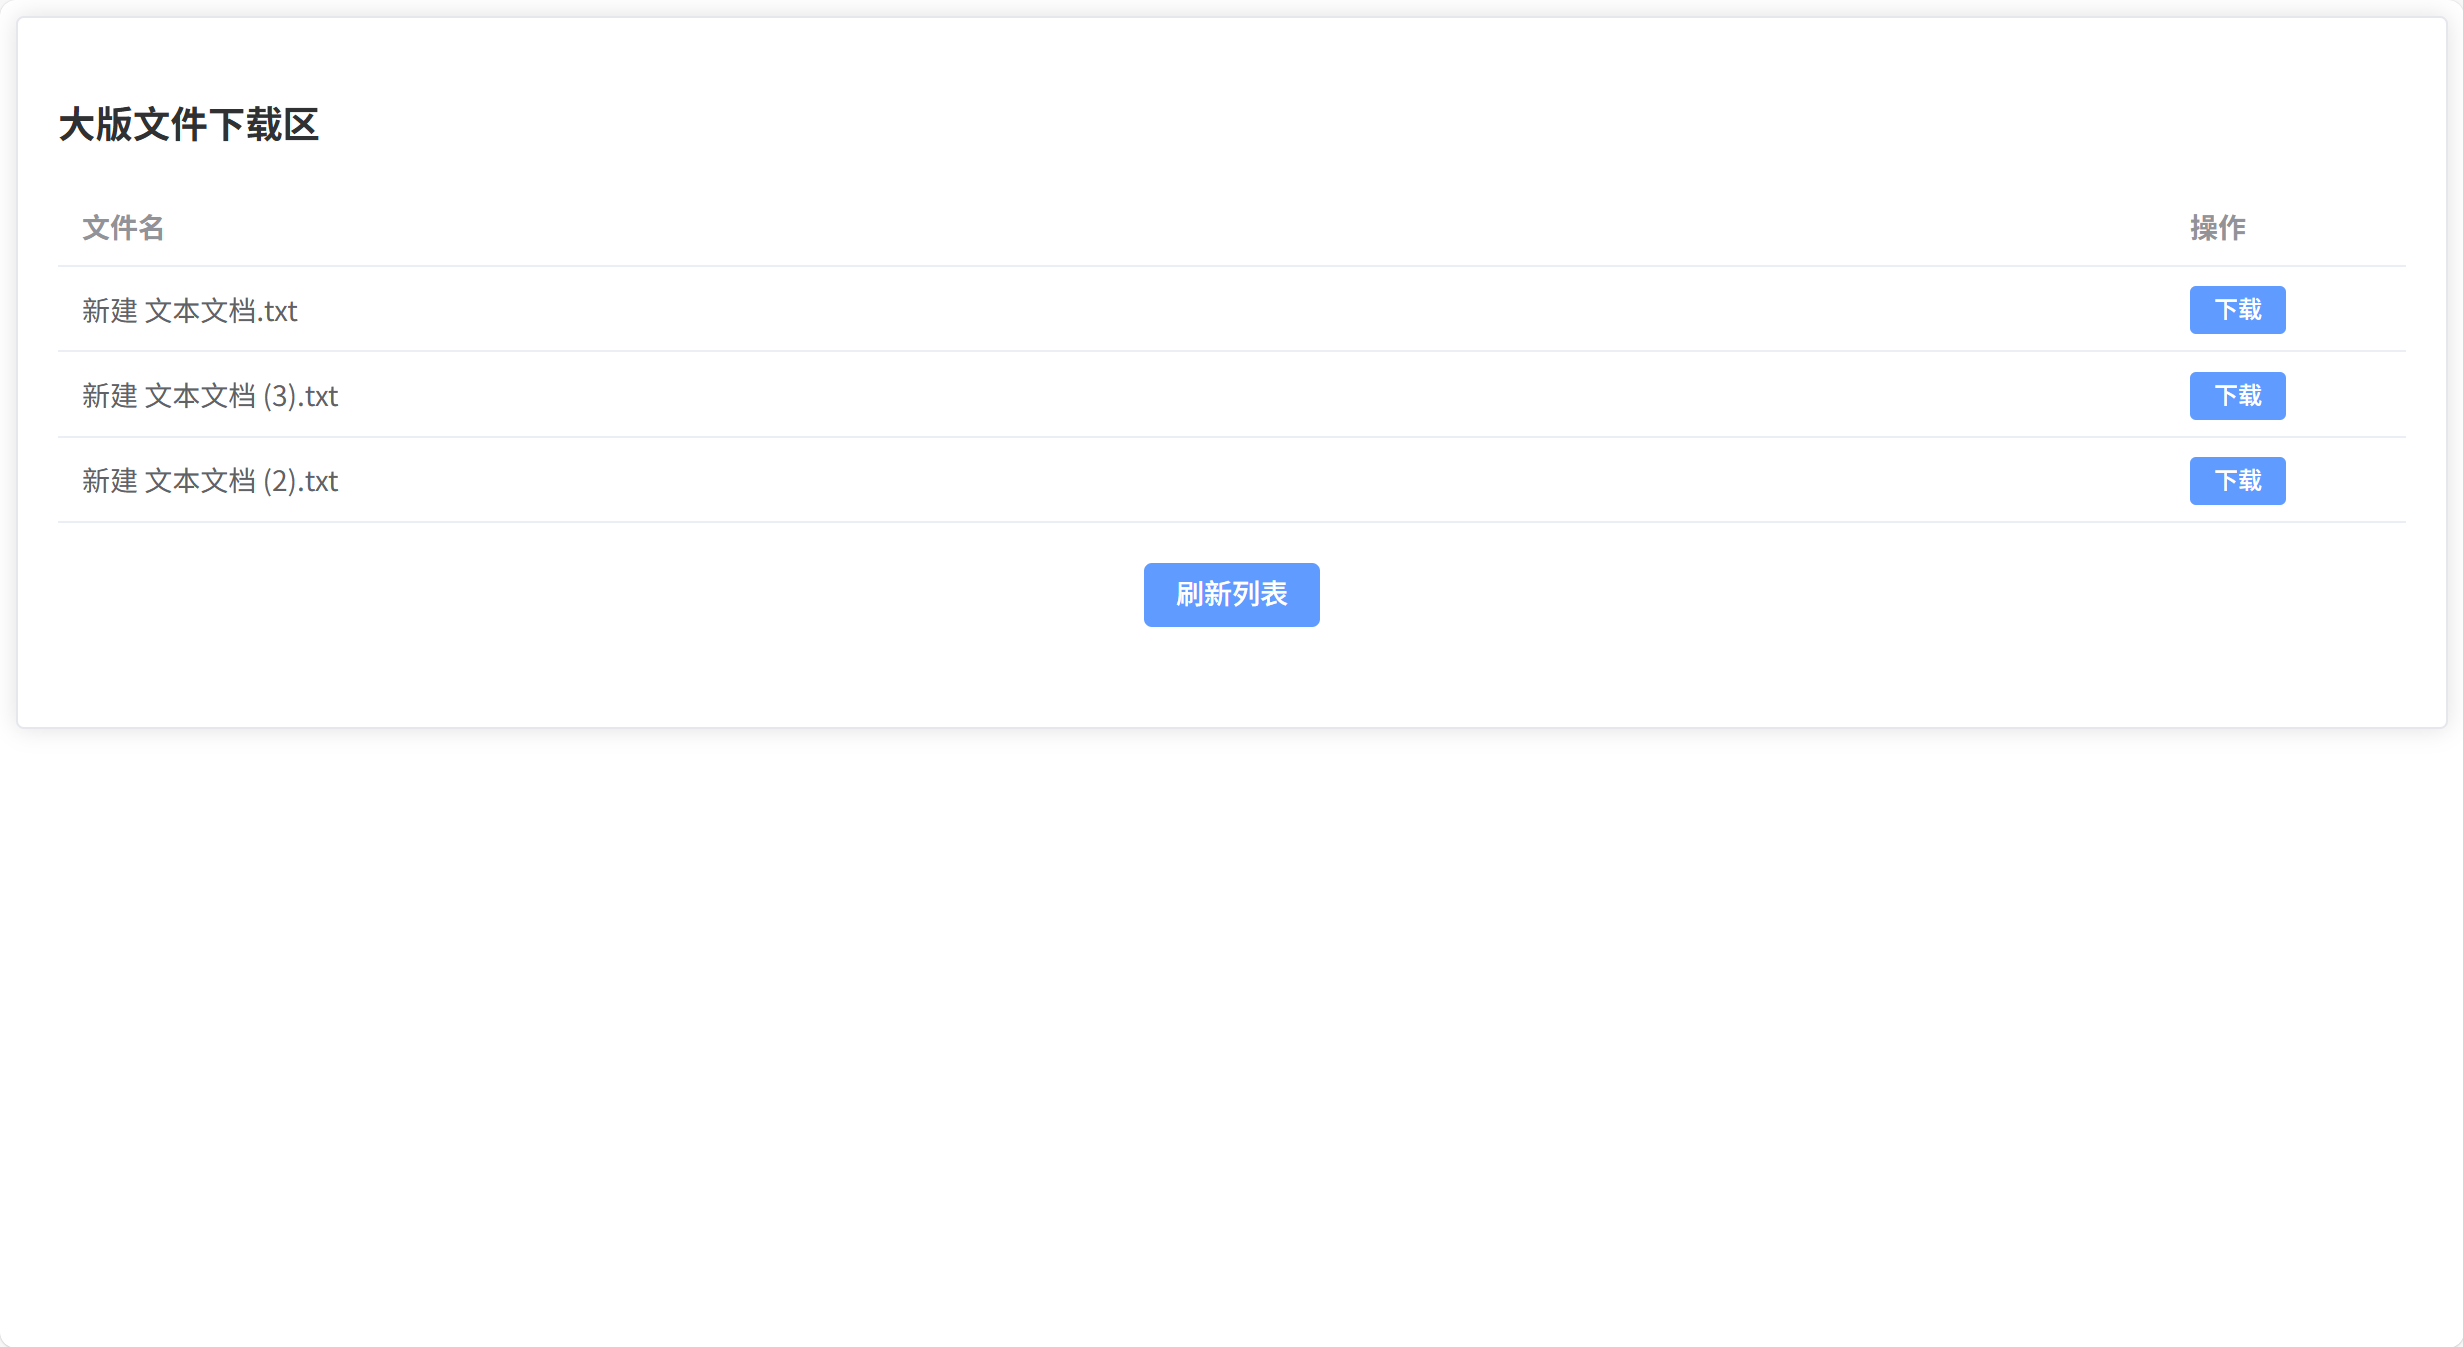 大版文件下载区
文件名 操作
新建 文本文档.txt 下载
新建 文本文档 (3).txt 下载
新建 文本文档 (2).txt 下载
刷新列表